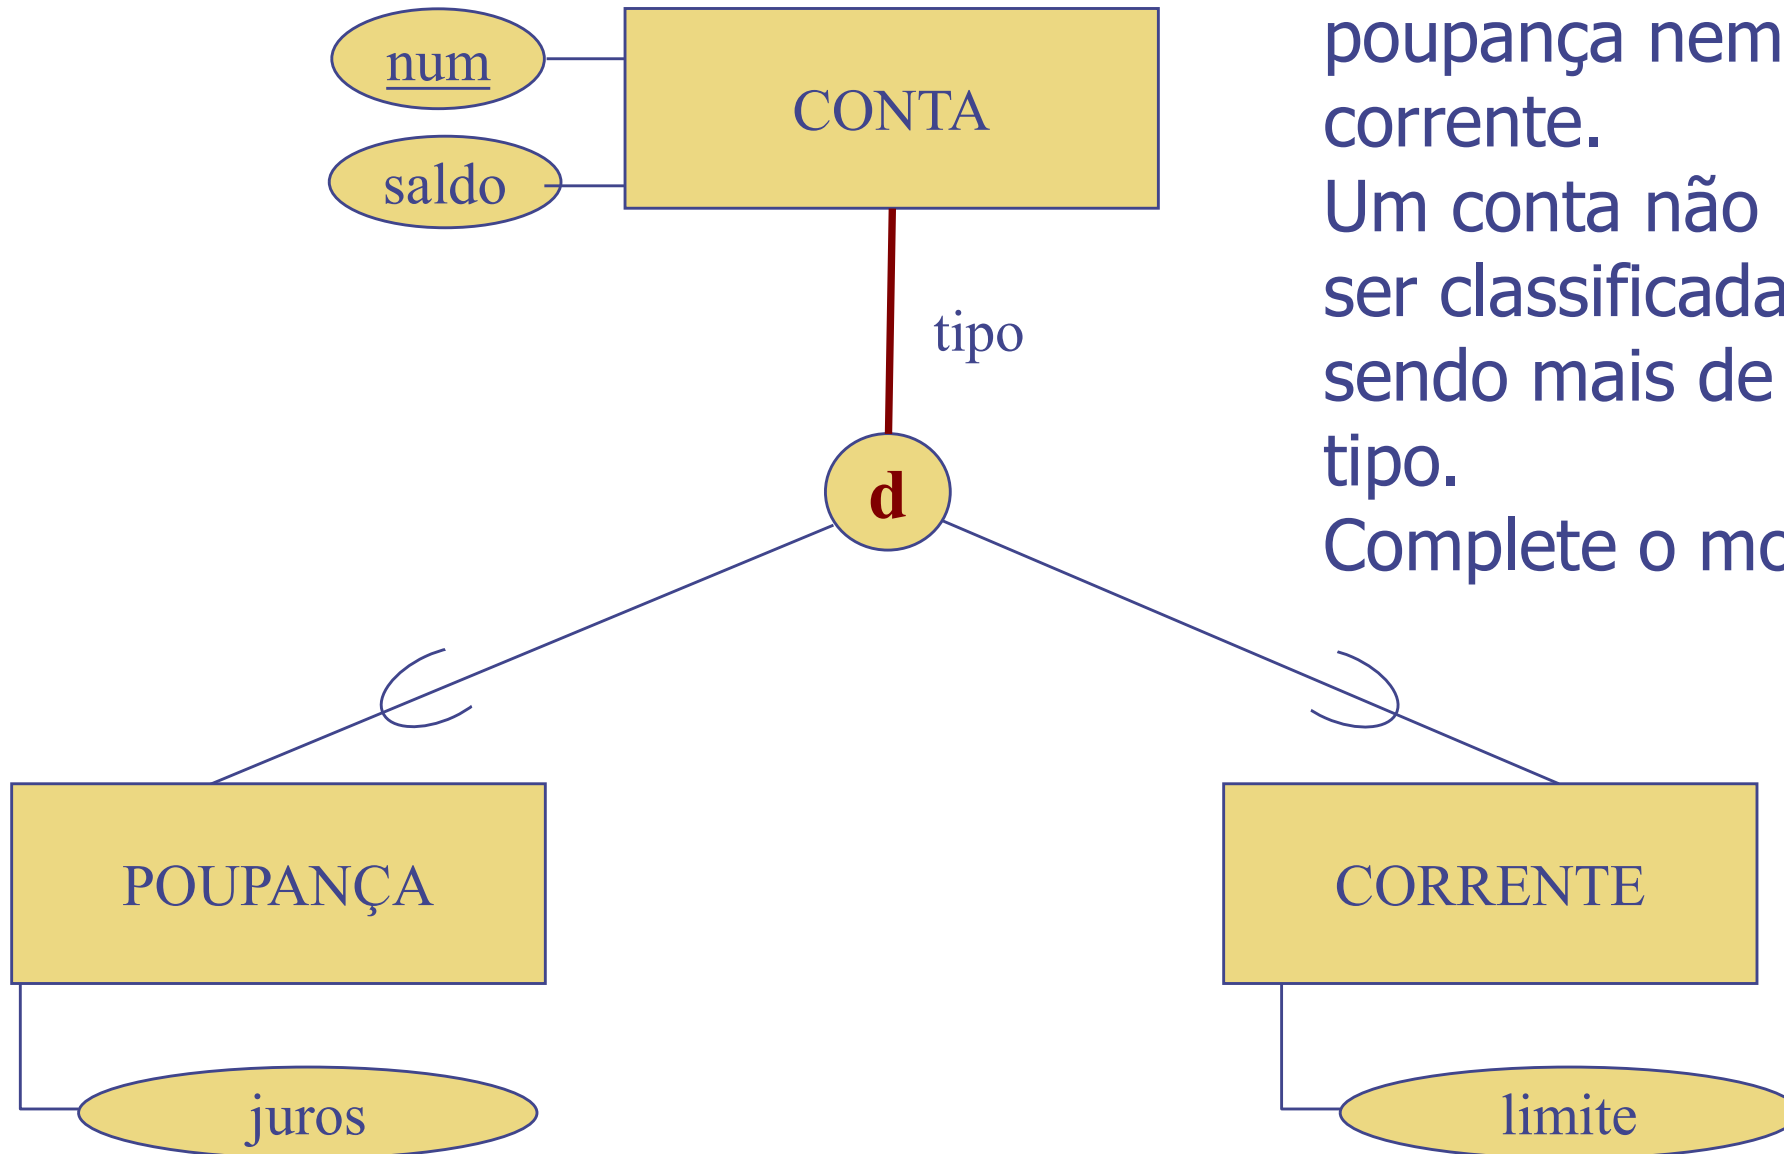 num
saldo
CONTA
tipo
d
POUPANÇA
CORRENTE
juros
limite
poupança nem
corrente.
Um conta não
ser classificada
sendo mais de
tipo.
Complete o